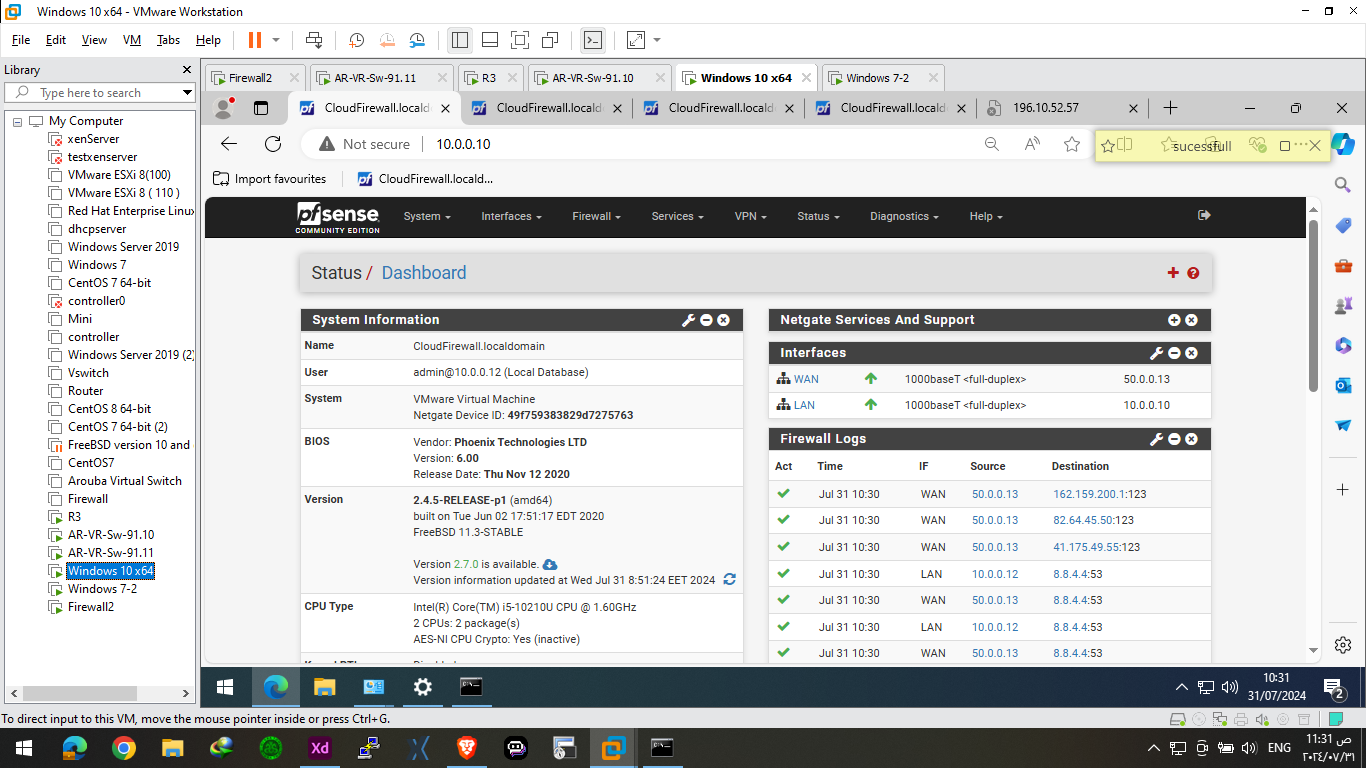 Windows 10 x64 - VMware Workstation
File Edit View VM Tabs Help
Library
Type here to search
My Computer
xenServer
testxenserver
VMware ESXi 8(100)
VMware ESXi 8 ( 110 )
Red Hat Enterprise Linux
dhcpserver
Windows Server 2019
Windows 7
CentOS 7 64-bit
controller0
Mini
controller
Windows Server 2019 (2)
Vswitch
Router
CentOS 8 64-bit
CentOS 7 64-bit (2)
FreeBSD version 10 and
CentOS7
Arouba Virtual Switch
Firewall
R3
AR-VR-Sw-91.10
AR-VR-Sw-91.11
Windows 10 x64
Windows 7-2
Firewall2
Firewall2 AR-VR-Sw-91.11 R3 AR-VR-Sw-91.10 Windows 10 x64 Windows 7-2
CloudFirewall.locald CloudFirewall.locald CloudFirewall.locald CloudFirewall.locald 196.10.52.57
Not secure 10.0.0.10
sucessfull
Import favourites CloudFirewall.locald...
pfsense
COMMUNITY EDITION
System Interfaces Firewall Services VPN Status Diagnostics Help
Status / Dashboard
System Information
Name CloudFirewall.localdomain
User admin@10.0.0.12 (Local Database)
System VMware Virtual Machine
Netgate Device ID: 49f759383829d7275763
BIOS Vendor: Phoenix Technologies LTD
Version: 6.00
Release Date: Thu Nov 12 2020
Version 2.4.5-RELEASE-p1 (amd64)
built on Tue Jun 02 17:51:17 EDT 2020
FreeBSD 11.3-STABLE
Version 2.7.0 is available.
Version information updated at Wed Jul 31 8:51:24 EET 2024
CPU Type Intel(R) Core(TM) i5-10210U CPU @ 1.60GHz
2 CPUs: 2 package(s)
AES-NI CPU Crypto: Yes (inactive)
Netgate Services And Support
Interfaces
WAN 1000baseT <full-duplex> 50.0.0.13
LAN 1000baseT <full-duplex> 10.0.0.10
Firewall Logs
Act Time IF Source Destination
Jul 31 10:30 WAN 50.0.0.13 162.159.200.1:123
Jul 31 10:30 WAN 50.0.0.13 82.64.45.50:123
Jul 31 10:30 WAN 50.0.0.13 41.175.49.55:123
Jul 31 10:30 LAN 10.0.0.12 8.8.4.4:53
Jul 31 10:30 WAN 50.0.0.13 8.8.4.4:53
Jul 31 10:30 LAN 10.0.0.12 8.8.4.4:53
Jul 31 10:30 WAN 50.0.0.13 8.8.4.4:53
10:31
31/07/2024
2
To direct input to this VM, move the mouse pointer inside or press Ctrl+G.
Xd
ENG
11:31 ص
٢٠٢٤/٠٧/٣١